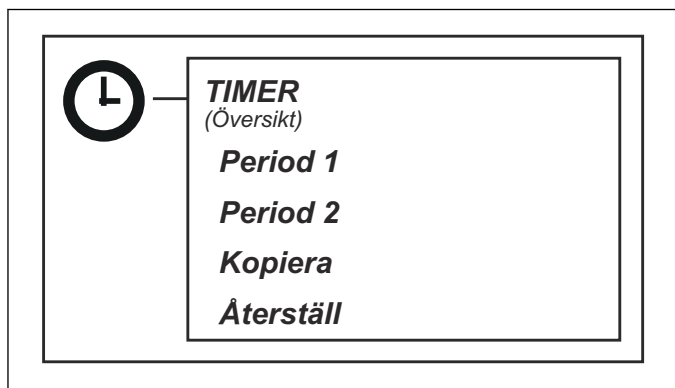 TIMER
(Översikt)
Period 1
Period 2
Kopiera
Återställ